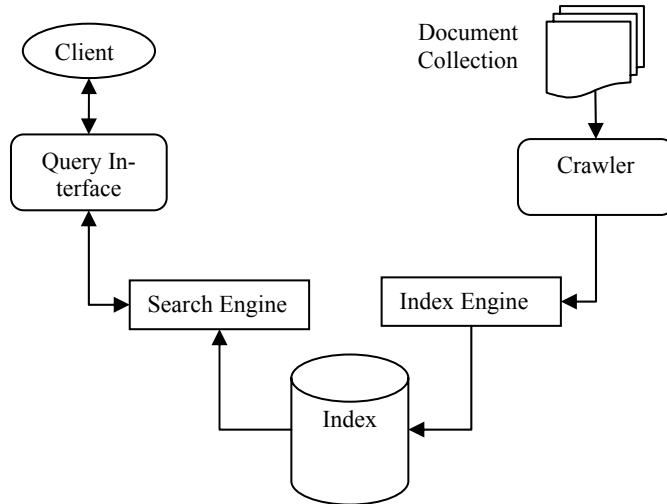 Client
Document
Collection
Query In-
terface
Crawler
Search Engine
Index Engine
Index